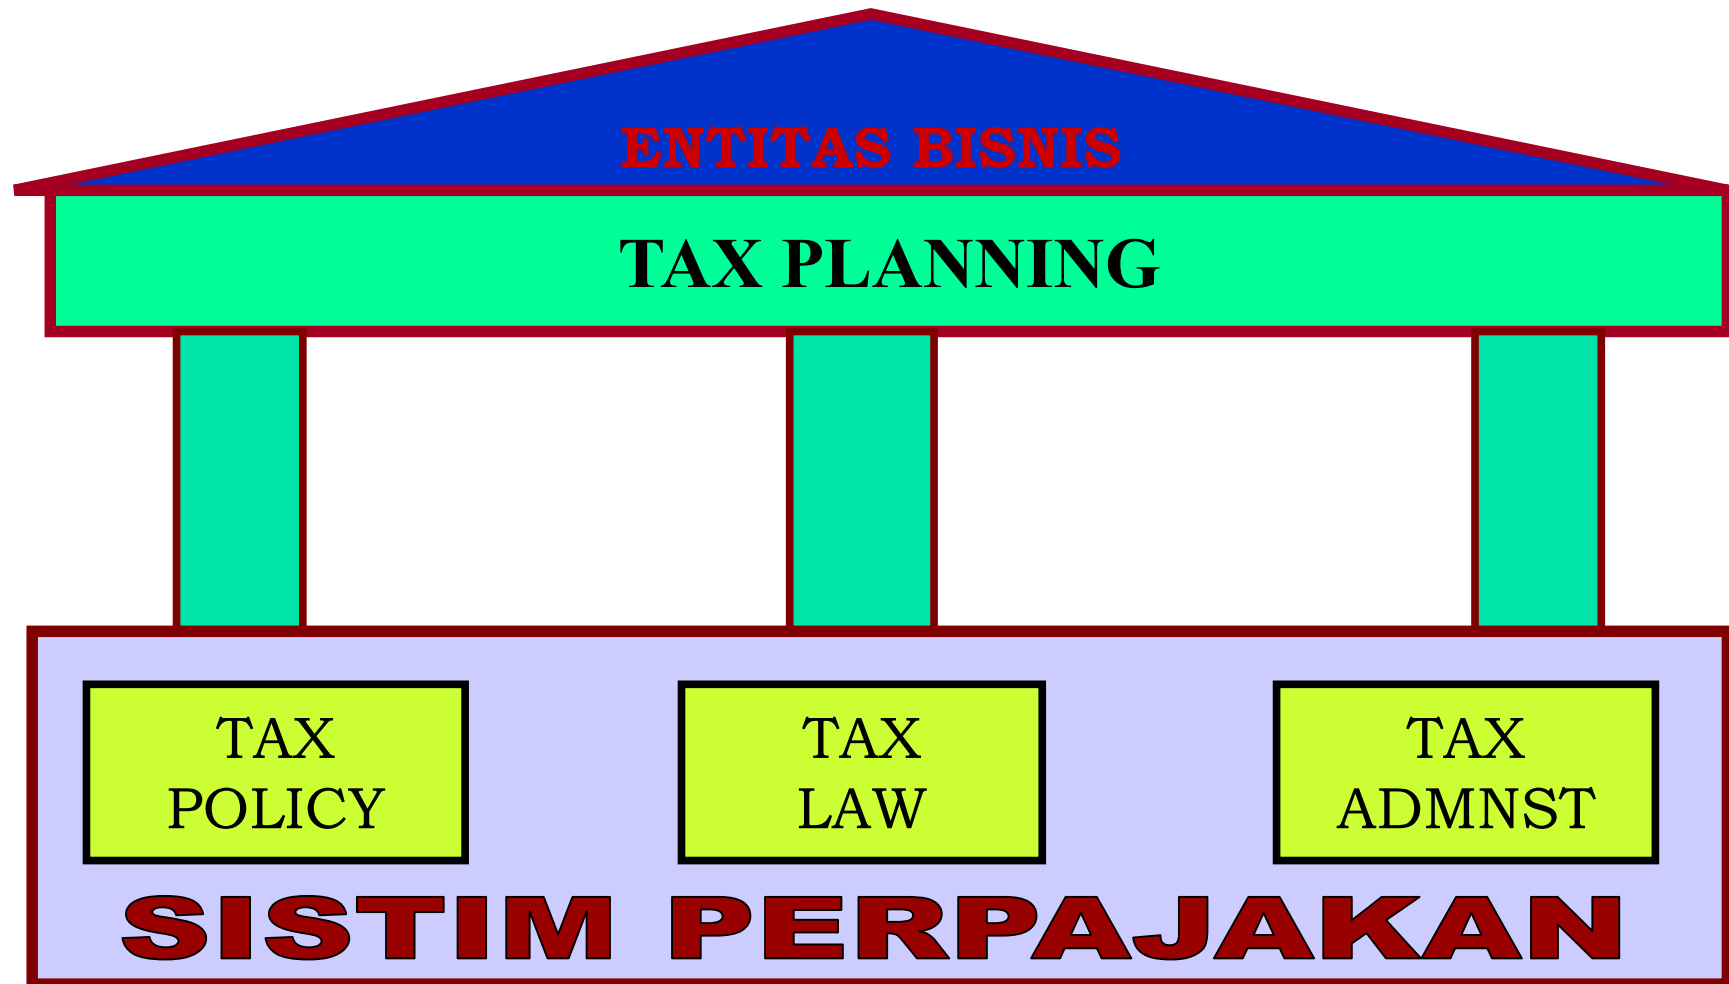 ENTITAS BISNIS
TAX PLANNING
TAX
POLICY
TAX
LAW
TAX
ADMNST
SISTIM PERPAJAKAN